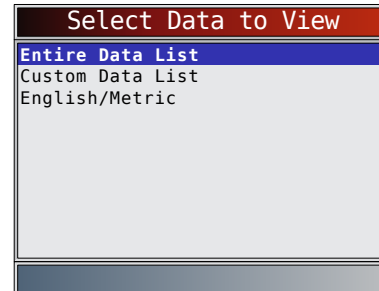 Select Data to View
Entire Data List
Custom Data List
English/Metric